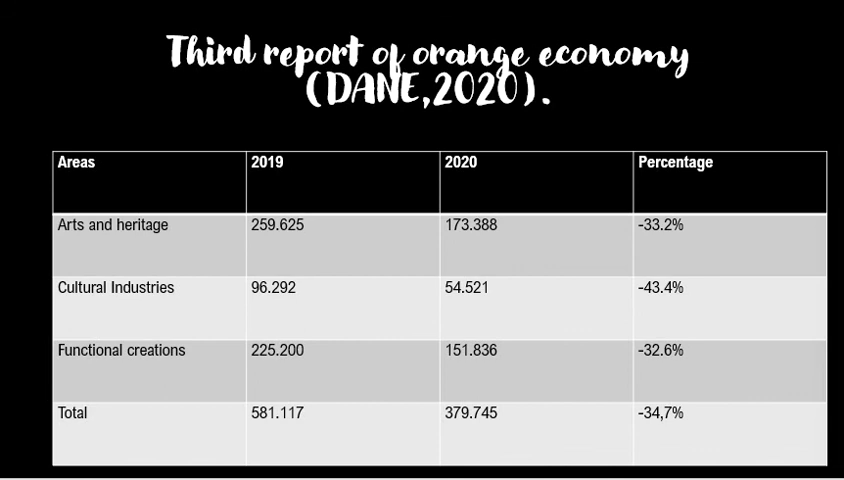 Third report of orange economy
(DANE,2020).
Areas 2019 2020 Percentage
Arts and heritage 259.625 173.388 -33.2%
Cultural Industries 96.292 54.521 -43.4%
Functional creations 225.200 151.836 -32.6%
Total 581.117 379.745 -34,7%